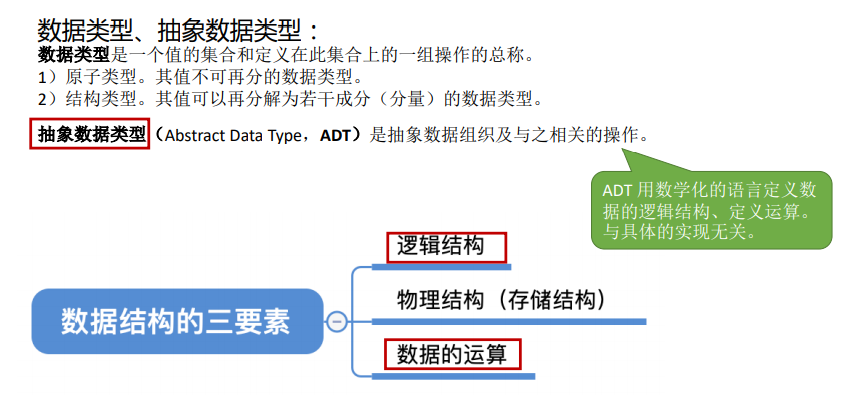 数据类型、抽象数据类型：
数据类型是一个值的集合和定义在此集合上的一组操作的总称。
1）原子类型。其值不可再分的数据类型。
2）结构类型。其值可以再分解为若干成分（分量）的数据类型。
抽象数据类型（Abstract Data Type，ADT）是抽象数据组织及与之相关的操作。
ADT 用数学化的语言定义数
据的逻辑结构、定义运算。
与具体的实现无关。
逻辑结构
物理结构（存储结构）
数据结构的三要素
数据的运算